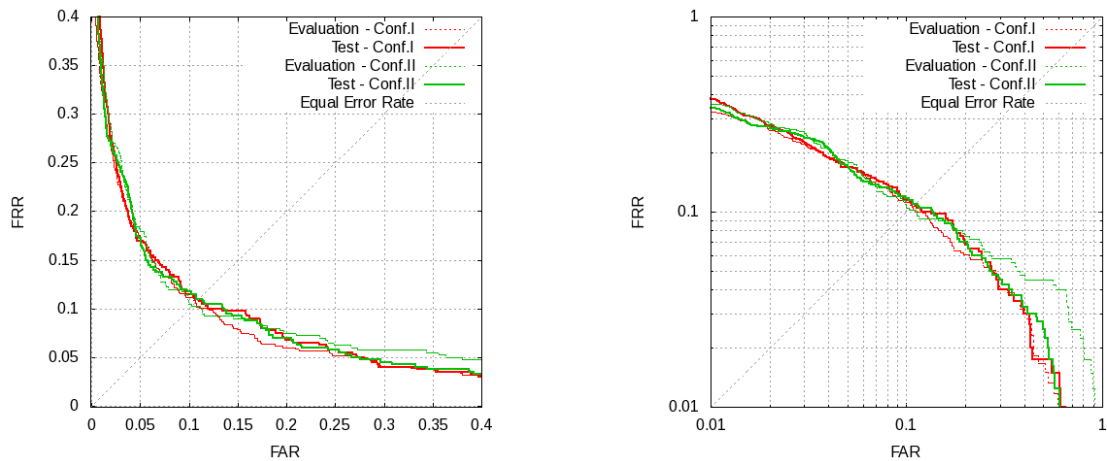 0.4
0.35
0.3
0.25
0.2
0.15
0.1
0.05
0
FRR
0 0.05 0.1 0.15 0.2 0.25 0.3 0.35 0.4
FAR
Evaluation - Conf.I
Test - Conf.I
Evaluation - Conf.II
Test - Conf.II
Equal Error Rate
1
0.1
0.01
FRR
0.01 0.1 1
FAR
Evaluation - Conf.I
Test - Conf.I
Evaluation - Conf.II
Test - Conf.II
Equal Error Rate